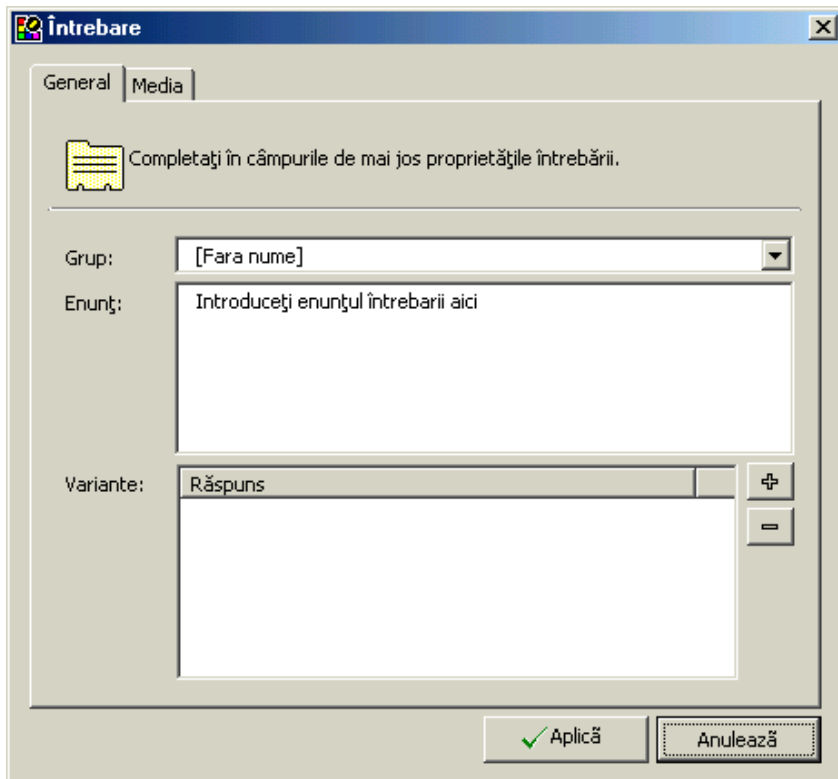 Întrebare
General
Media
Completaţi în câmpurile de mai jos proprietăţile întrebării.
Grup:
[Fara nume]
Enunţ:
Introduceţi enunţul întrebarii aici
Variante:
Răspuns
Aplică
Anulează